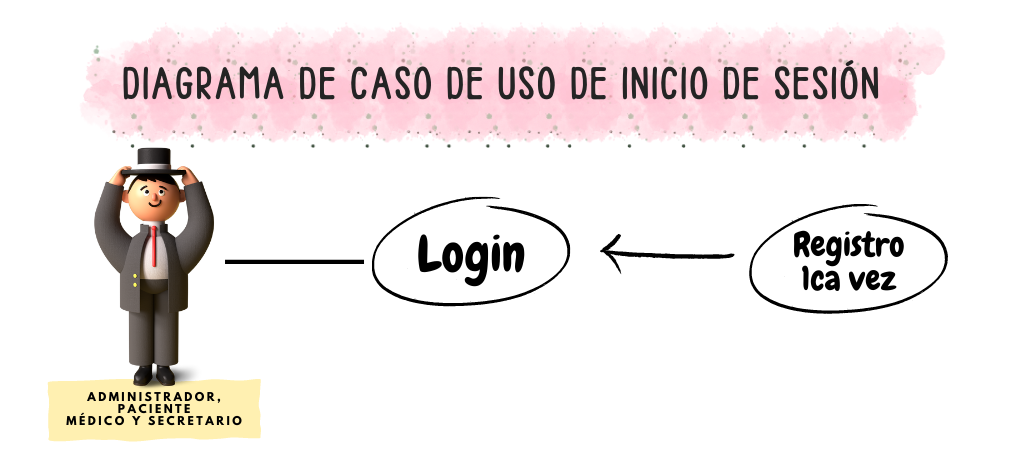 DIAGRAMA DE CASO DE USO DE INICIO DE SESIÓN
Login
Registro
1ca vez
ADMINISTRADOR,
PACIENTE
MÉDICO Y SECRETARIO